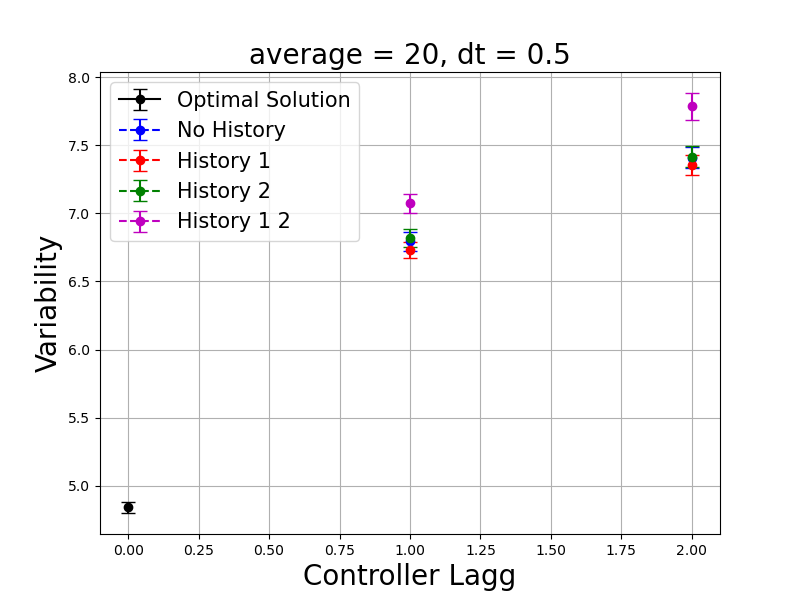 average = 20, dt = 0.5
8.0
7.5
7.0
6.5
6.0
5.5
5.0
Variability
Optimal Solution
No History
History 1
History 2
History 1 2
0.00 0.25 0.50 0.75 1.00 1.25 1.50 1.75 2.00
Controller Lagg